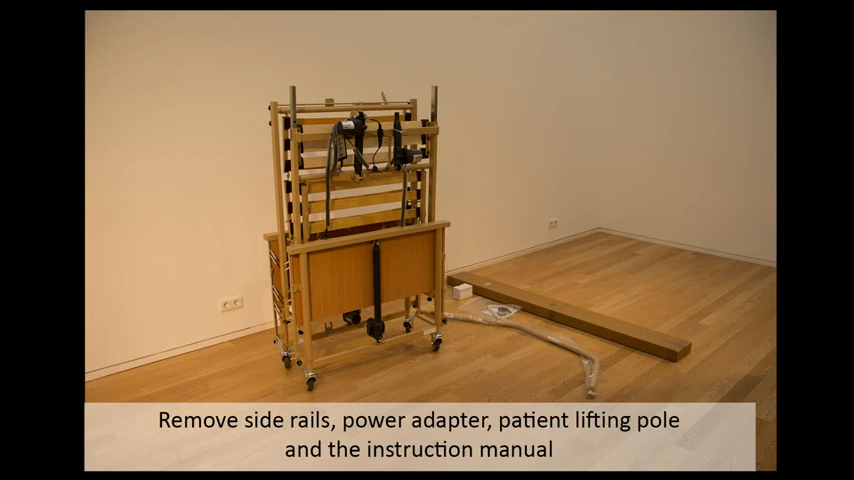 Remove side rails, power adapter, patient lifting pole
and the instruction manual